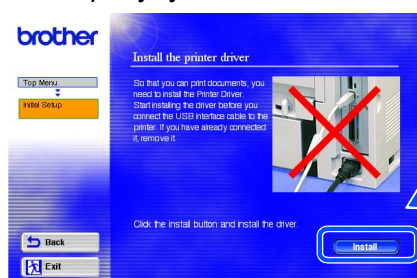 brother
Install the printer driver
Top Menu
Initial Setup
So that you can print documents, you
need to install the Printer Driver.
Start installing the driver before you
connect the USB interface cable to the
printer. If you have already connected
it, remove it.
Click the Install button and install the driver.
Install
Back
Exit